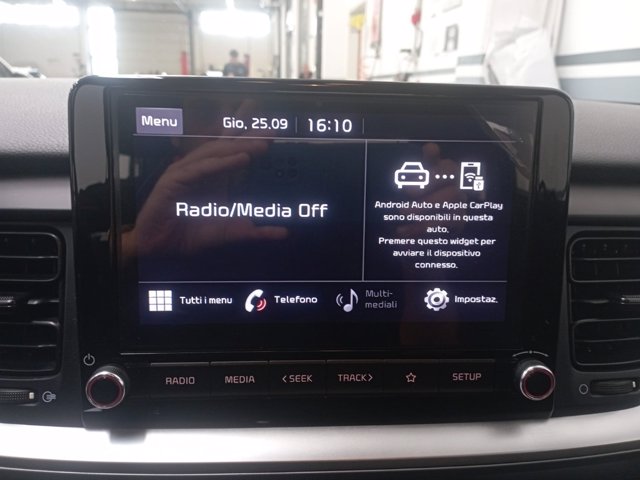 Menu
Gio, 25.09
16:10
Radio/Media Off
Android Auto e Apple CarPlay
sono disponibili in questa
auto.
Premere questo widget per
avviare il dispositivo
connesso.
Tutti i menu
Telefono
Multi-
mediali
Impostaz.
RADIO
MEDIA
<SEEK
TRACK>
☆
SETUP